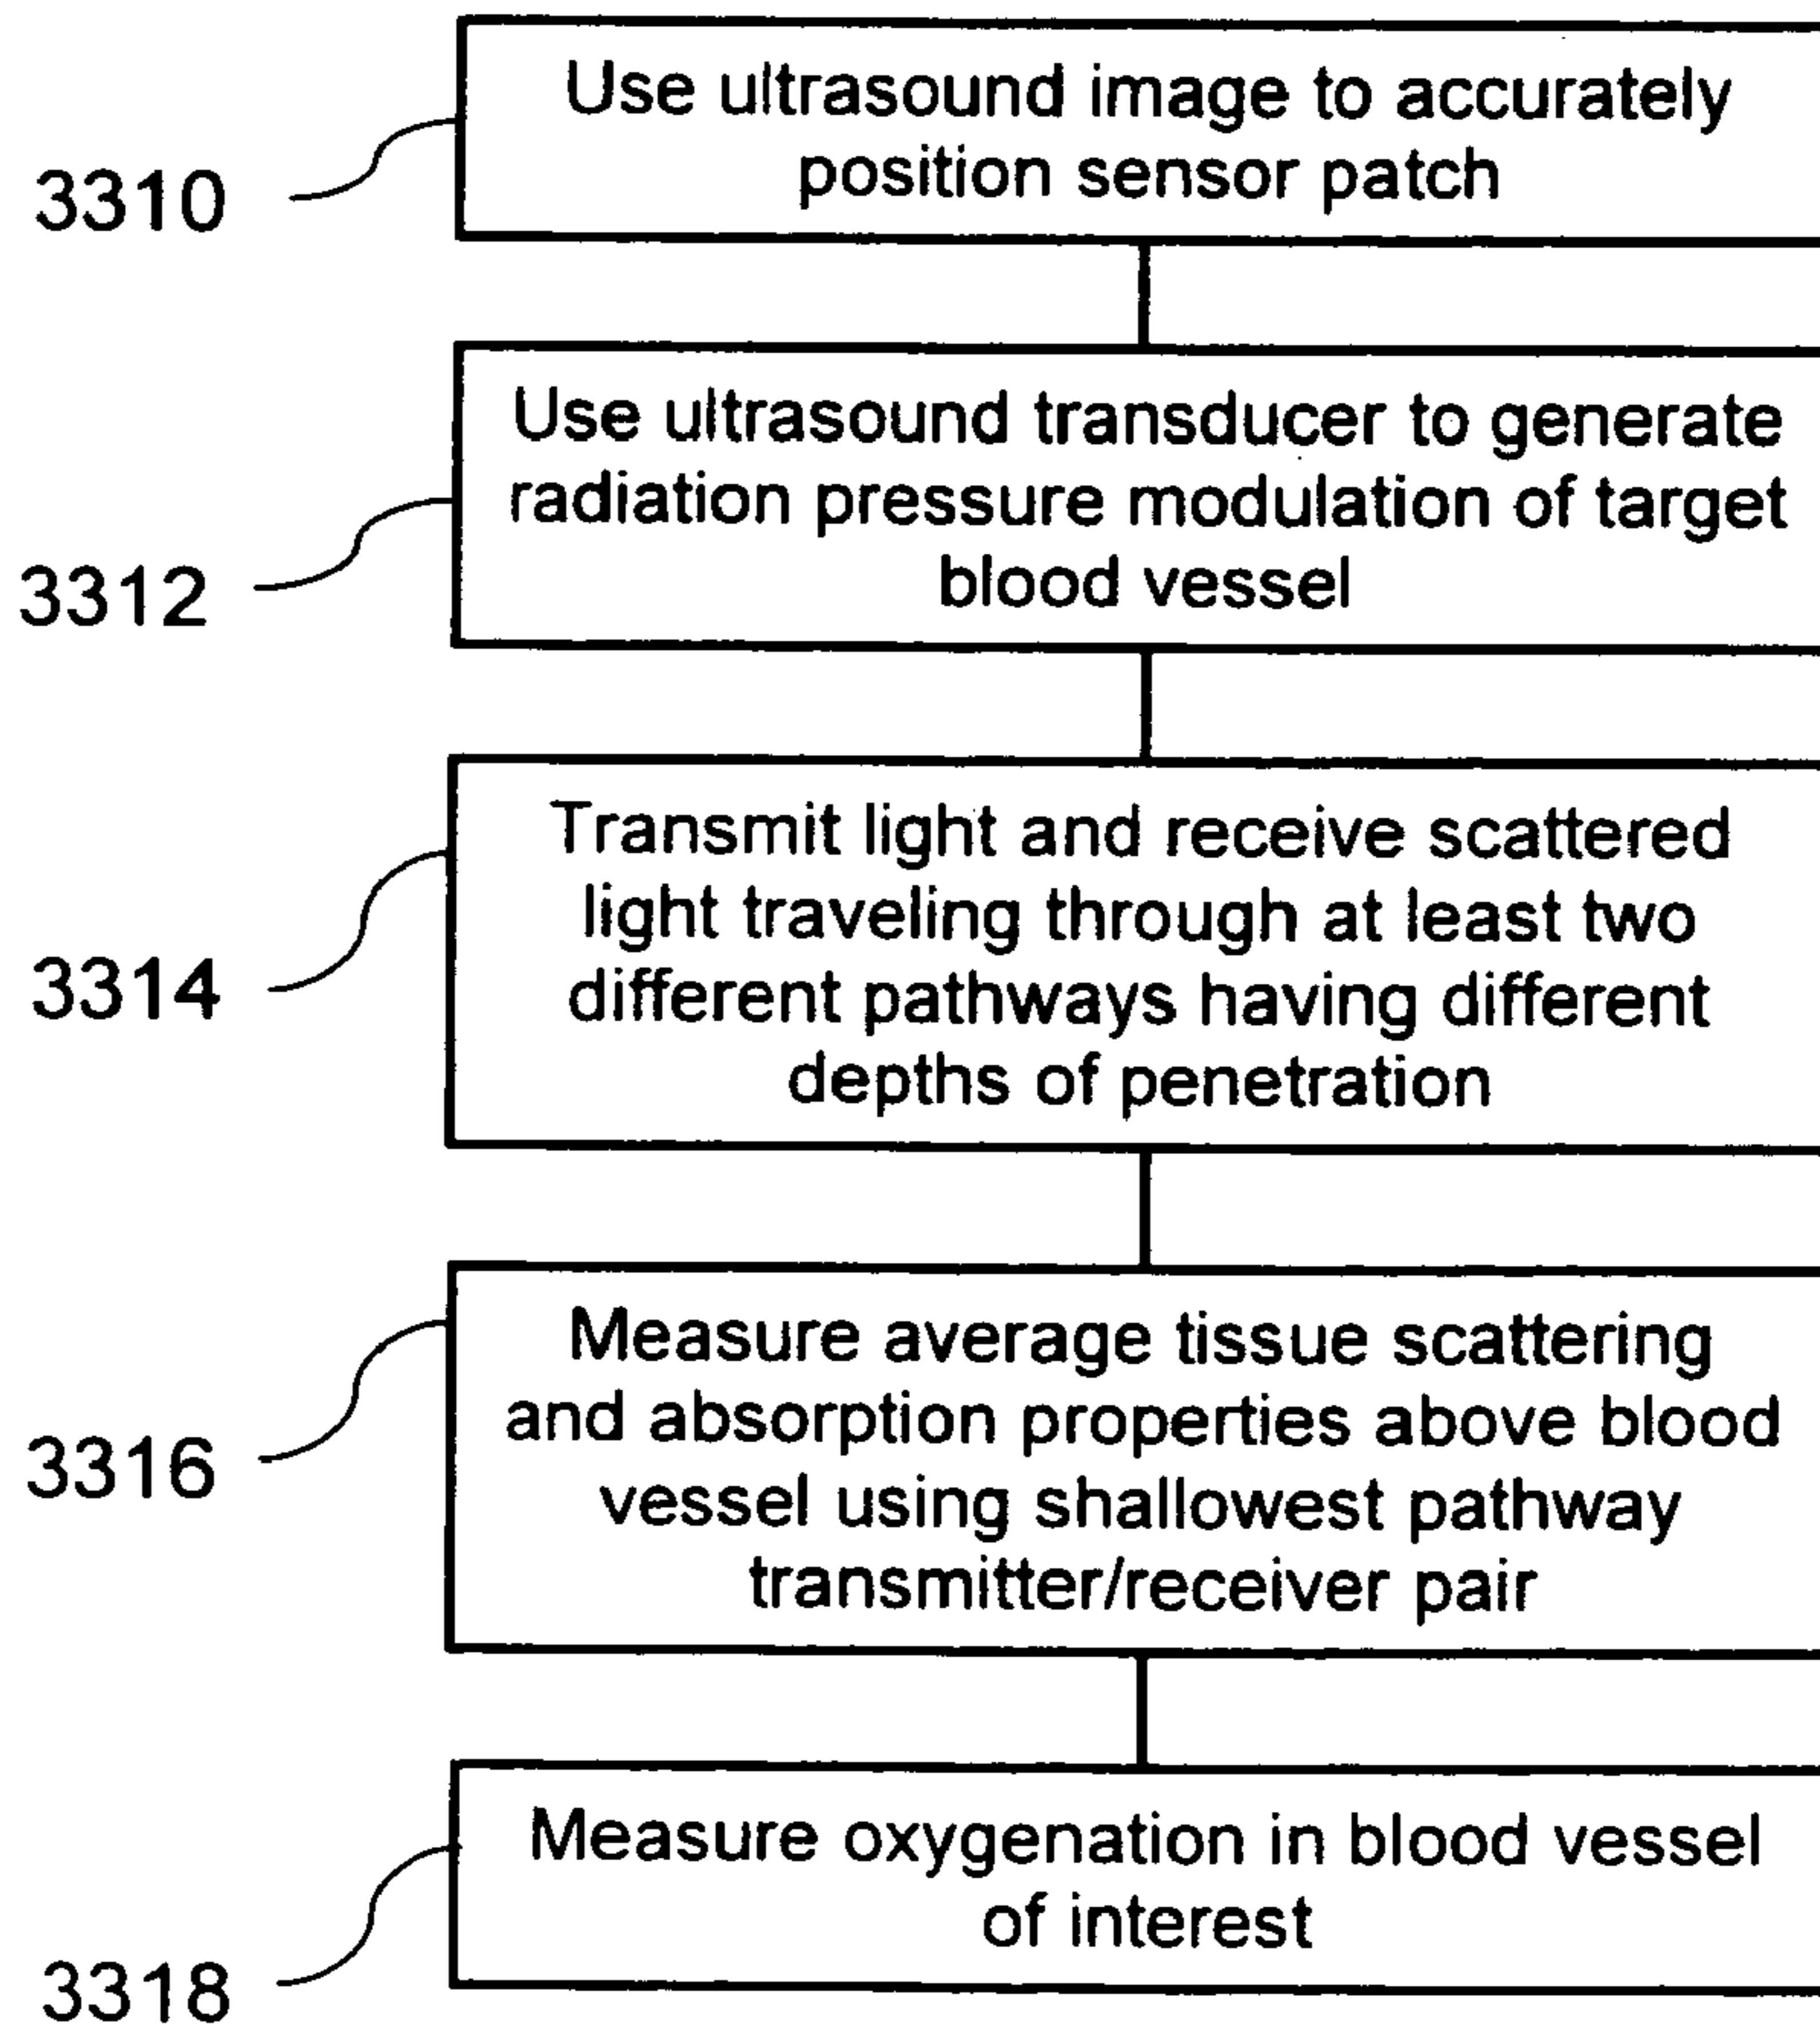 3310
Use ultrasound image to accurately
position sensor patch
3312
Use ultrasound transducer to generate
radiation pressure modulation of target
blood vessel
3314
Transmit light and receive scattered
light traveling through at least two
different pathways having different
depths of penetration
3316
Measure average tissue scattering
and absorption properties above blood
vessel using shallowest pathway
transmitter/receiver pair
3318
Measure oxygenation in blood vessel
of interest